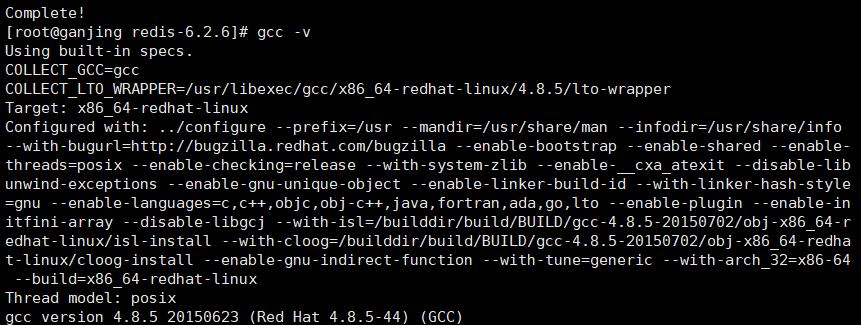 Complete!
[root@ganjing redis-6.2.6]# gcc -v
Using built-in specs.
COLLECT_GCC=gcc
COLLECT_LTO_WRAPPER=/usr/libexec/gcc/x86_64-redhat-linux/4.8.5/lto-wrapper
Target: x86_64-redhat-linux
Configured with: ../configure --prefix=/usr --mandir=/usr/share/man --infodir=/usr/share/info
--with-bugurl=http://bugzilla.redhat.com/bugzilla --enable-bootstrap --enable-shared --enable-
threads=posix --enable-checking=release --with-system-zlib --enable-__cxa_atexit --disable-lib
unwind-exceptions --enable-gnu-unique-object --enable-linker-build-id --with-linker-hash-style
=gnu --enable-languages=c,c++,objc,obj-c++,java,fortran,ada,go,lto --enable-plugin --enable-in
itfini-array --disable-libgcj --with-isl=/builddir/build/BUILD/gcc-4.8.5-20150702/obj-x86_64-r
edhat-linux/isl-install --with-cloog=/builddir/build/BUILD/gcc-4.8.5-20150702/obj-x86_64-redha
t-linux/cloog-install --enable-gnu-indirect-function --with-tune=generic --with-arch_32=x86-64
--build=x86_64-redhat-linux
Thread model: posix
gcc version 4.8.5 20150623 (Red Hat 4.8.5-44) (GCC)